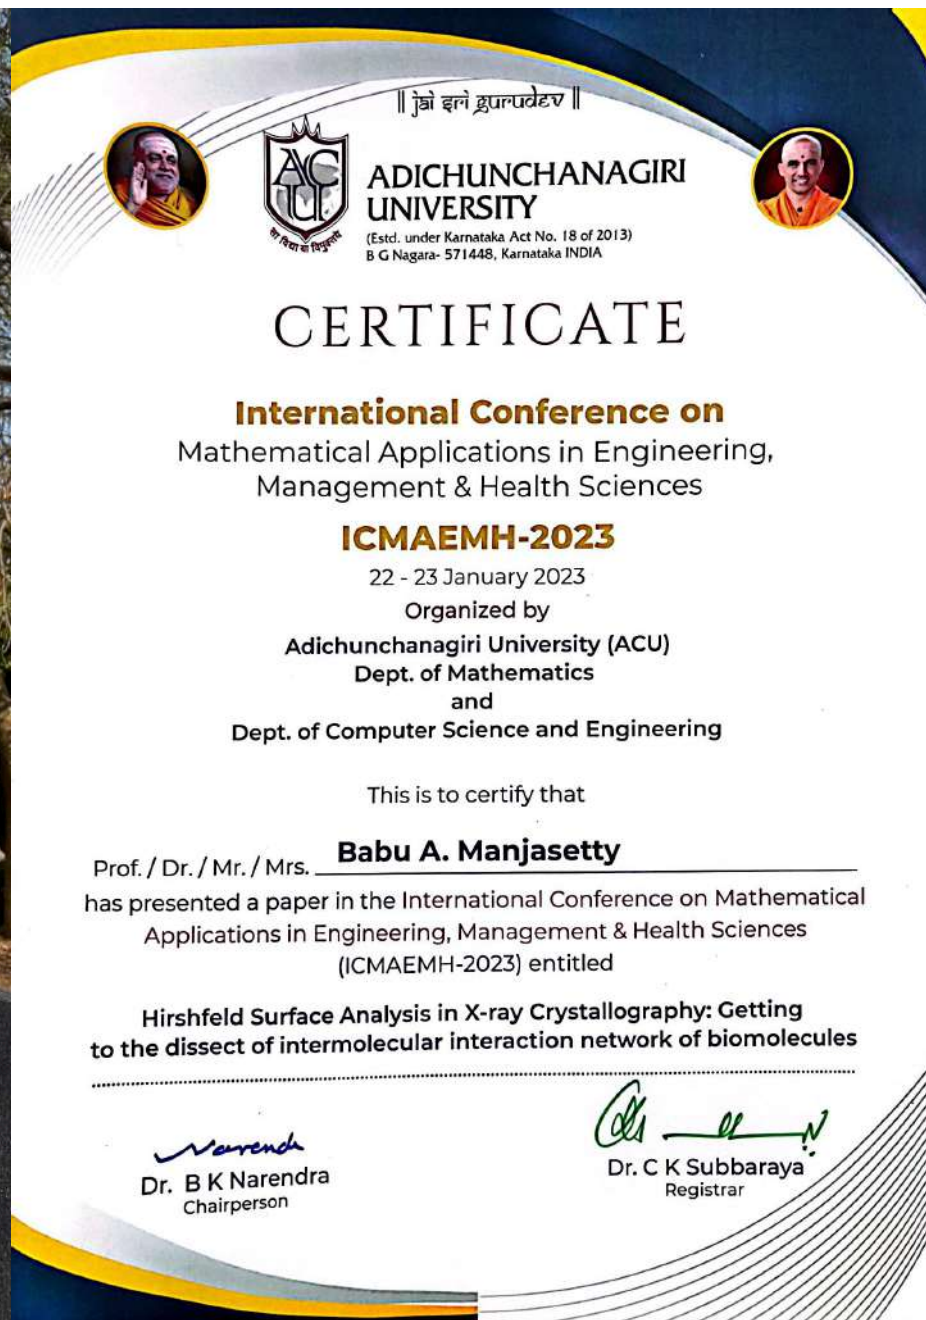 || jai sri gurudev ||
ACU
सा विद्या या विमुक्तये
ADICHUNCHANAGIRI
UNIVERSITY
(Estd. under Karnataka Act No. 18 of 2013)
B G Nagara- 571448, Karnataka INDIA
CERTIFICATE
International Conference on
Mathematical Applications in Engineering,
Management & Health Sciences
ICMAEMH-2023
22 - 23 January 2023
Organized by
Adichunchanagiri University (ACU)
Dept. of Mathematics
and
Dept. of Computer Science and Engineering
This is to certify that
Prof. / Dr. / Mr. / Mrs. Babu A. Manjasetty
has presented a paper in the International Conference on Mathematical
Applications in Engineering, Management & Health Sciences
(ICMAEMH-2023) entitled
Hirshfeld Surface Analysis in X-ray Crystallography: Getting
to the dissect of intermolecular interaction network of biomolecules
Narend
Dr. B K Narendra
Chairperson
Dr. C K Subbaraya
Registrar